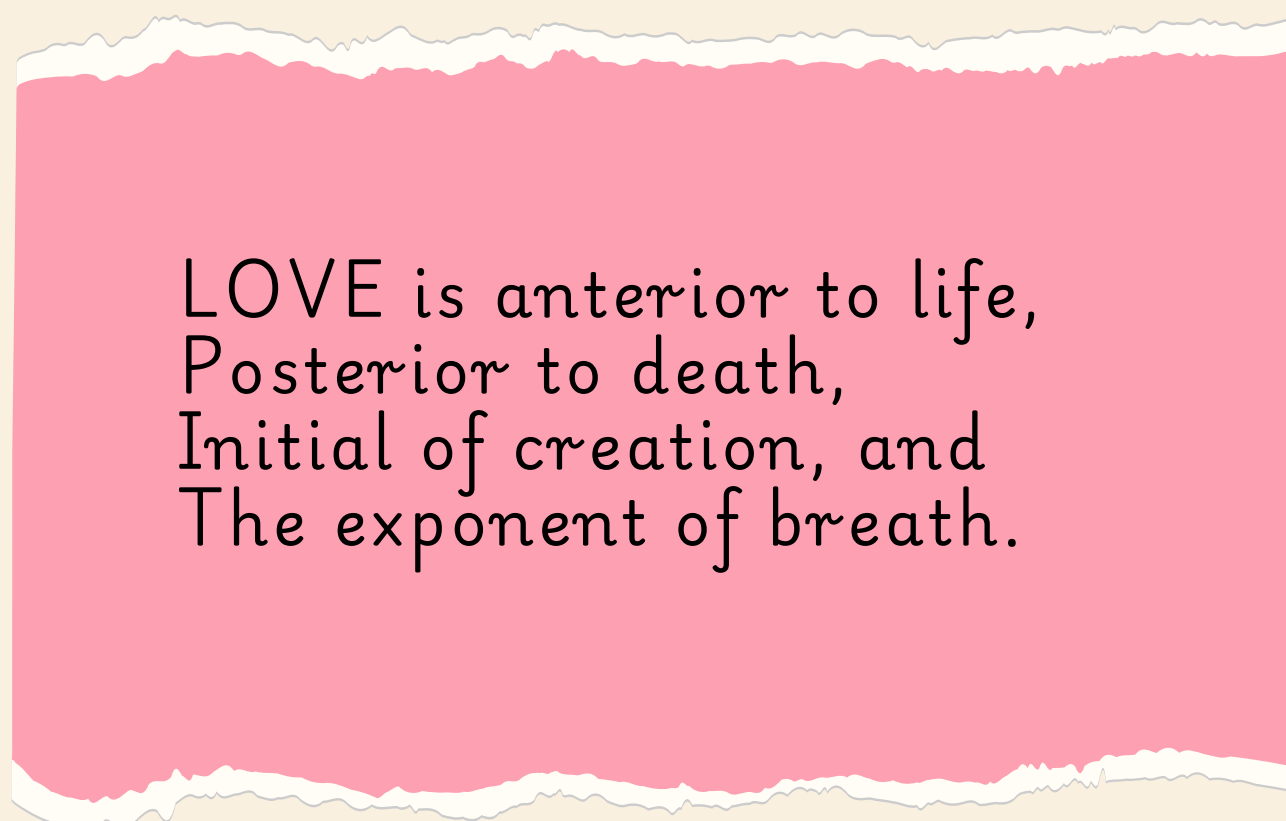 LOVE is anterior to life,
Posterior to death,
Initial of creation, and
The exponent of breath.